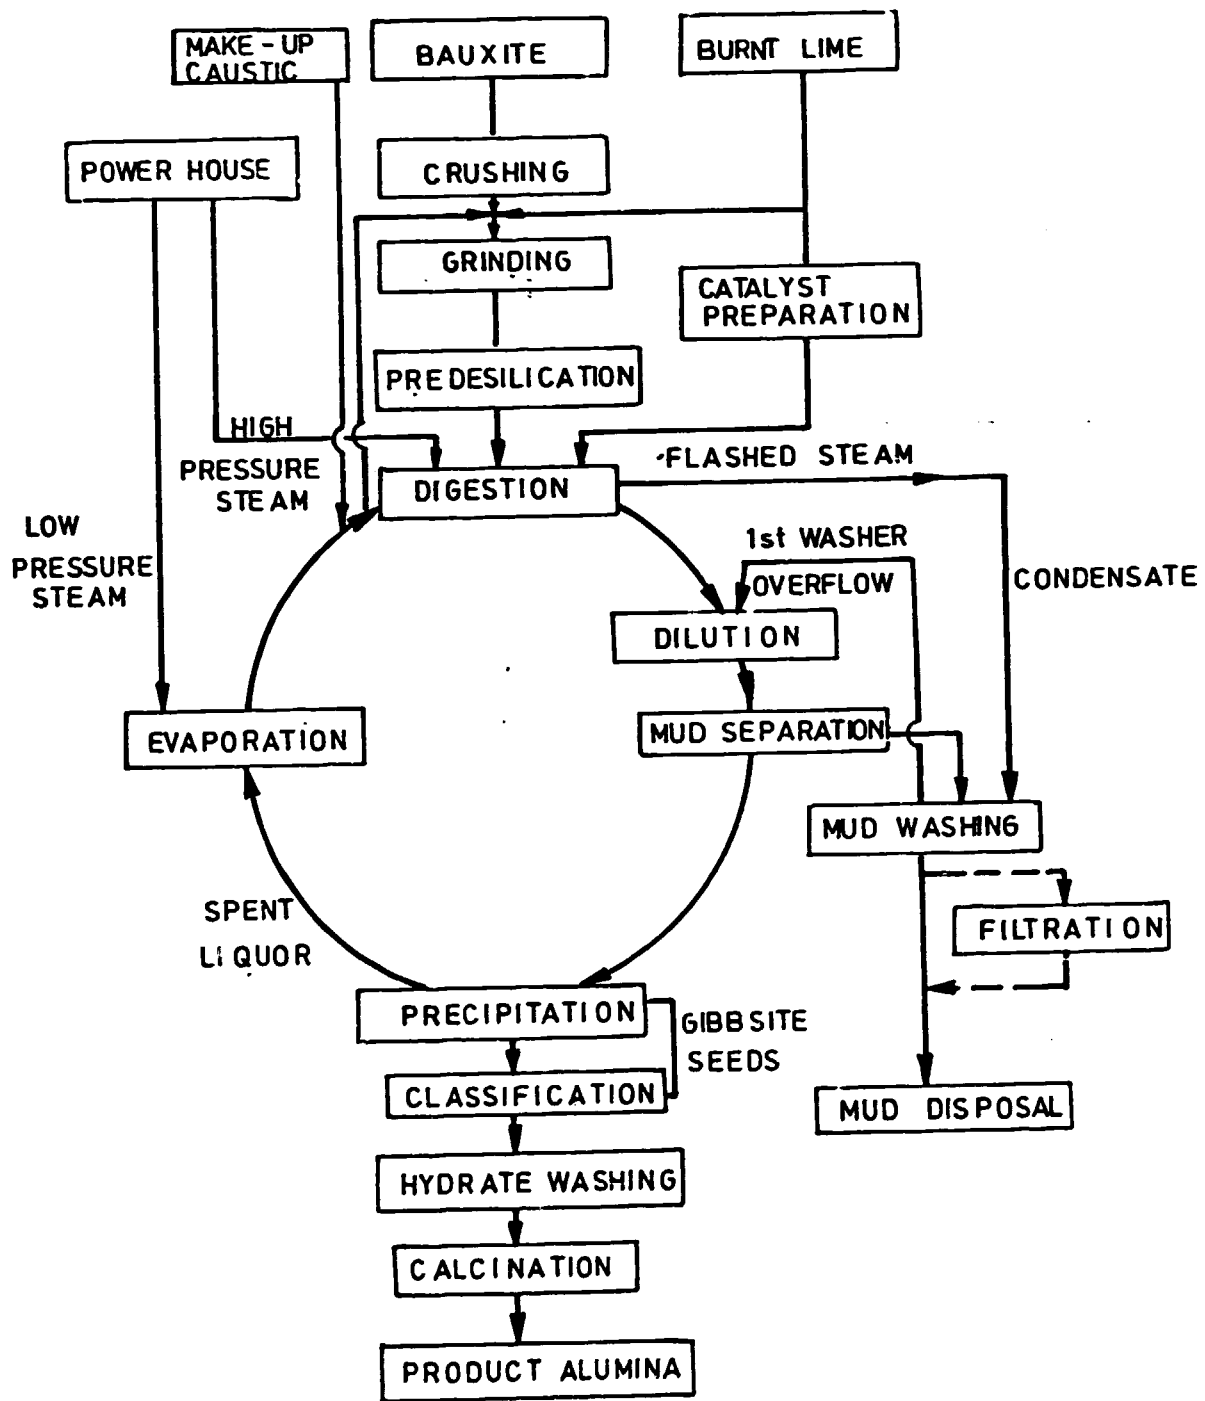 MAKE-UP
CAUSTIC
BAUXITE
BURNT LIME
POWER HOUSE
CRUSHING
GRINDING
CATALYST
PREPARATION
PREDESILICATION
HIGH
PRESSURE
STEAM
FLASHED STEAM
DIGESTION
LOW
PRESSURE
STEAM
1st WASHER
OVERFLOW
CONDENSATE
DILUTION
EVAPORATION
MUD SEPARATION
MUD WASHING
SPENT
LIQUOR
FILTRATION
PRECIPITATION
GIBBSITE
SEEDS
CLASSIFICATION
MUD DISPOSAL
HYDRATE WASHING
CALCINATION
PRODUCT ALUMINA